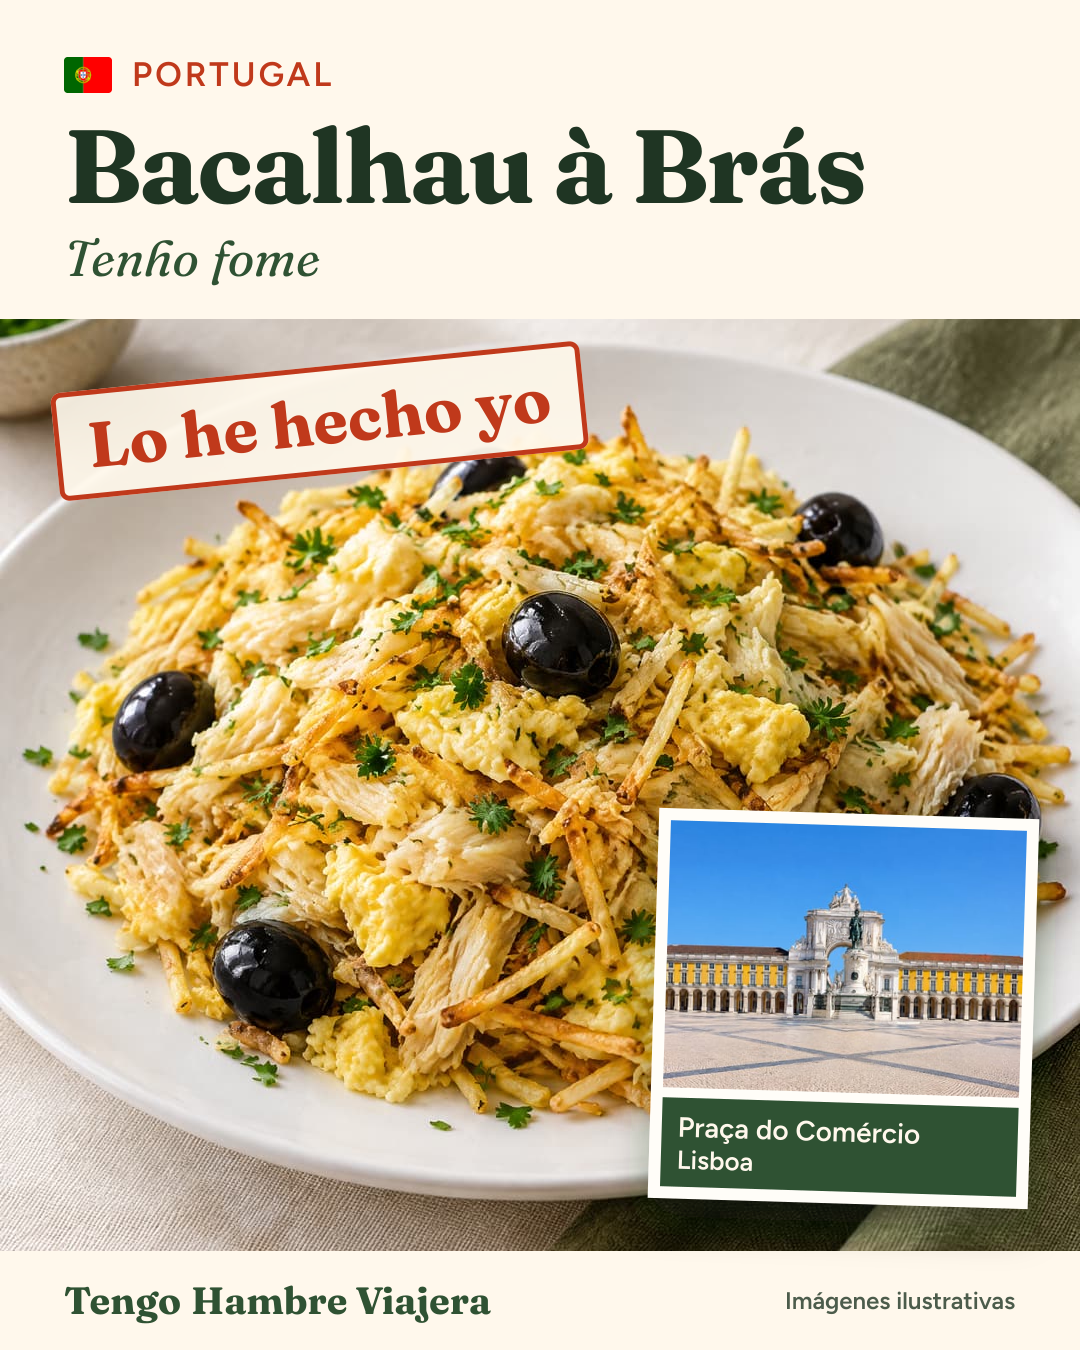 PORTUGAL
Bacalhau à Brás
Tenho fome
Lo he hecho yo
Praça do Comércio
Lisboa
Tengo Hambre Viajera
Imágenes ilustrativas